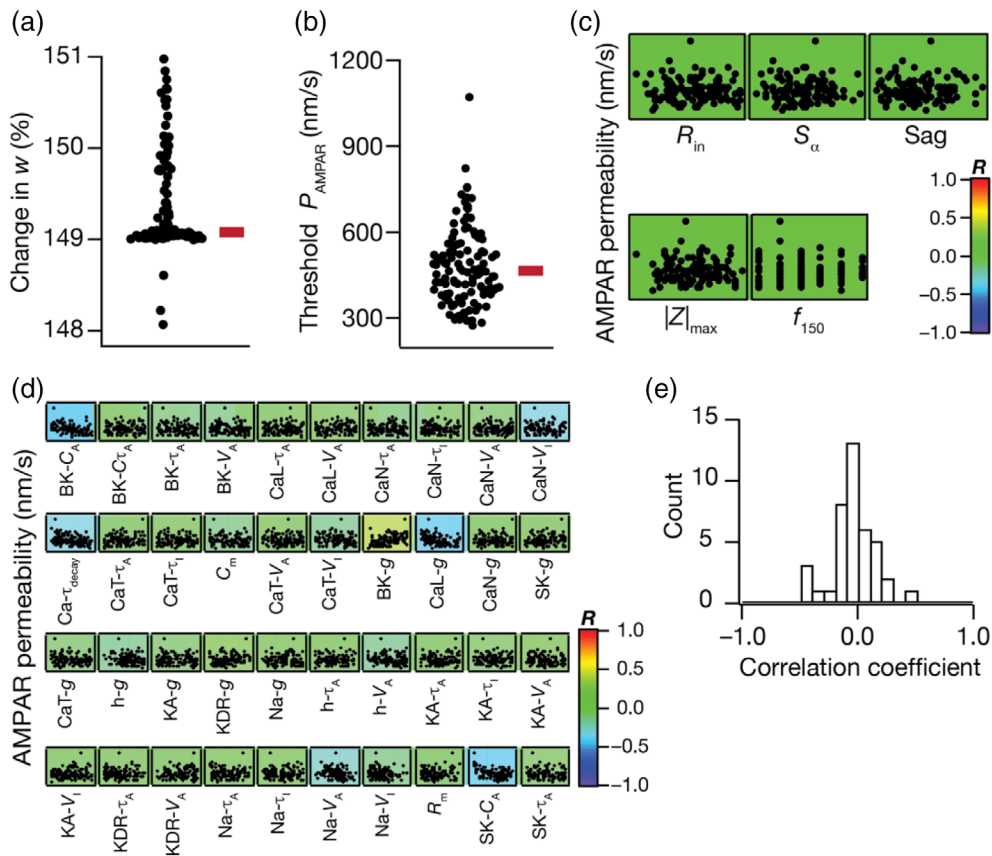 (a)
Change in w (%)
151
150
149
148
(b)
Threshold P_AMPAR (nm/s)
1200
900
600
300
(c)
AMPAR permeability (nm/s)
R_in S_α Sag
|Z|_max f_150
R
1.0
0.5
0.0
−0.5
−1.0
(d)
AMPAR permeability (nm/s)
BK-C_A BK-Cτ_A BK-τ_A BK-V_A CaL-τ_A CaL-V_A CaN-τ_A CaN-τ_I CaN-V_A CaN-V_I
Ca-τ_decay CaT-τ_A CaT-τ_I C_m CaT-V_A CaT-V_I BK-g CaL-g CaN-g SK-g
CaT-g h-g KA-g KDR-g Na-g h-τ_A h-V_A KA-τ_A KA-τ_I KA-V_A
KA-V_I KDR-τ_A KDR-V_A Na-τ_A Na-τ_I Na-V_A Na-V_I R_m SK-C_A SK-τ_A
R
1.0
0.5
0.0
−0.5
−1.0
(e)
Count
15
10
5
0
−1.0 0.0 1.0
Correlation coefficient